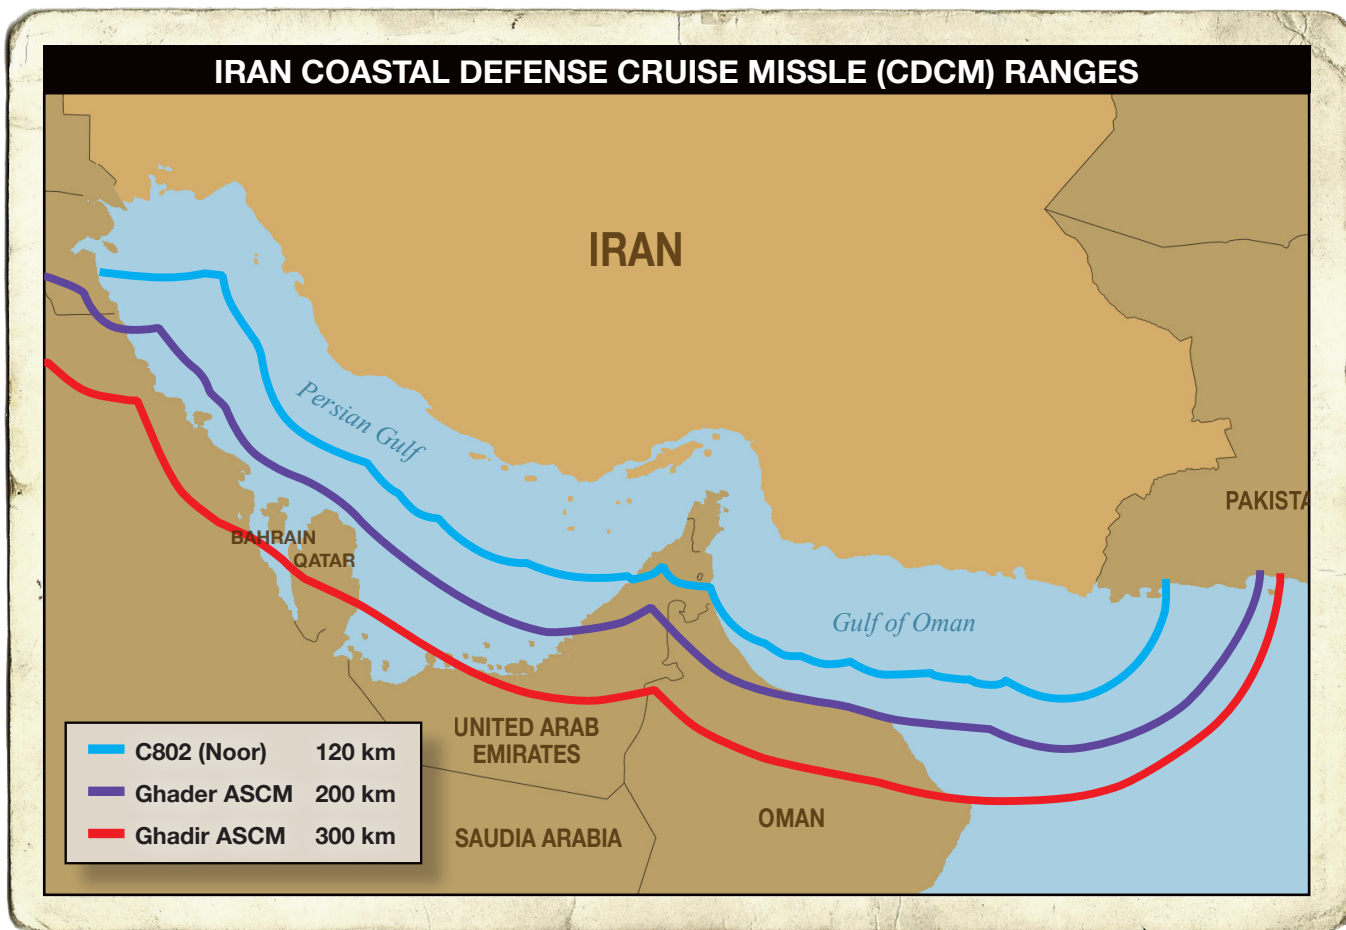 IRAN COASTAL DEFENSE CRUISE MISSLE (CDCM) RANGES
IRAN
Persian Gulf
PAKISTA
BAHRAIN
QATAR
Gulf of Oman
UNITED ARAB
EMIRATES
OMAN
SAUDIA ARABIA
C802 (Noor) 120 km
Ghader ASCM 200 km
Ghadir ASCM 300 km